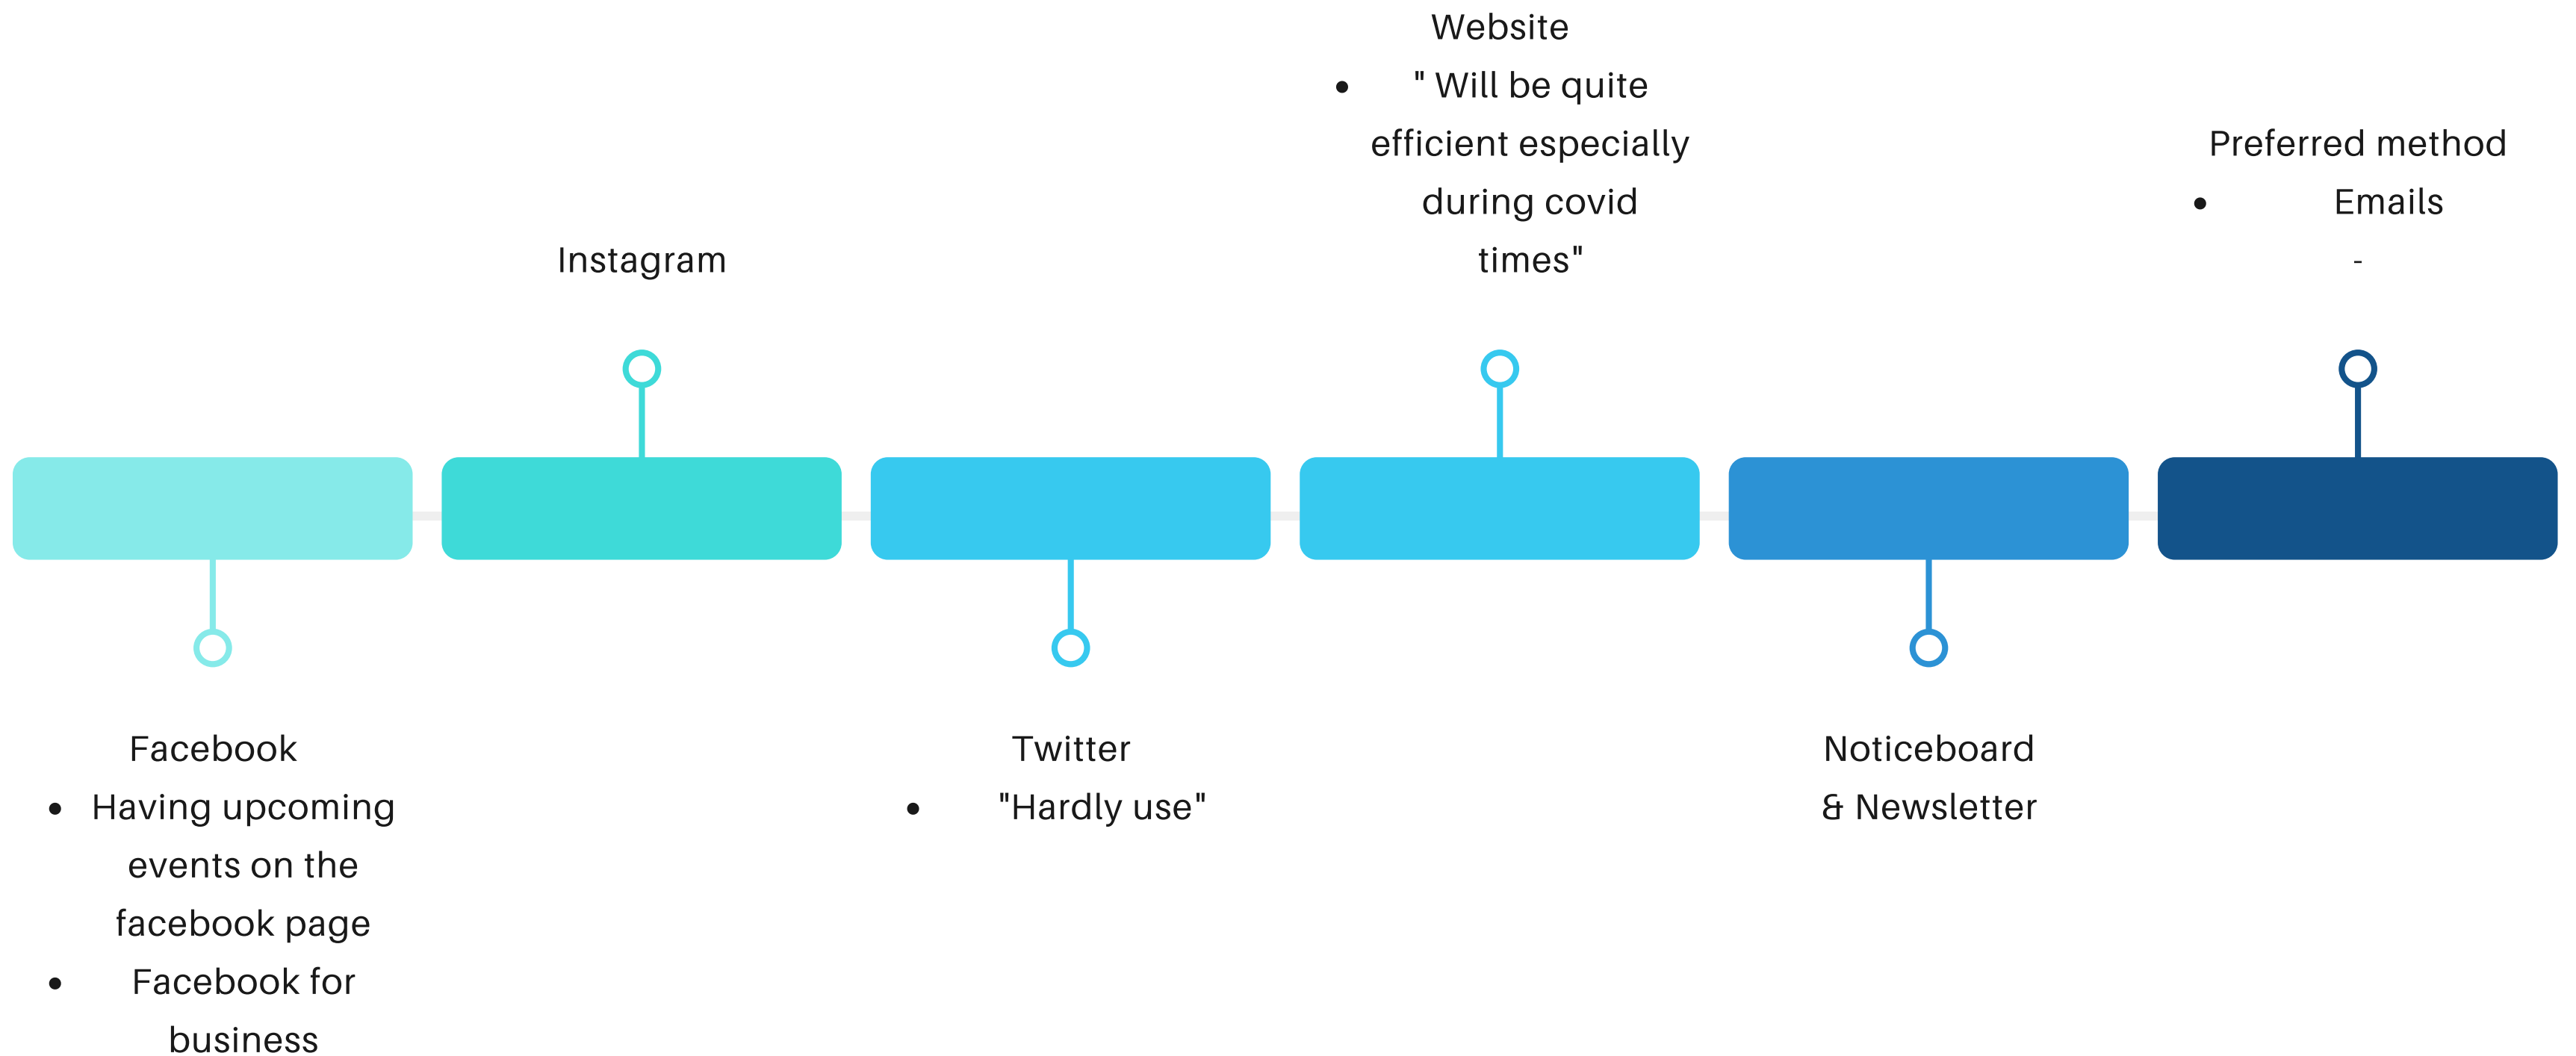 Facebook
• Having upcoming
events on the
facebook page
• Facebook for
business
Instagram
Twitter
• "Hardly use"
Website
• " Will be quite
efficient especially
during covid
times"
Noticeboard
& Newsletter
Preferred method
• Emails
-